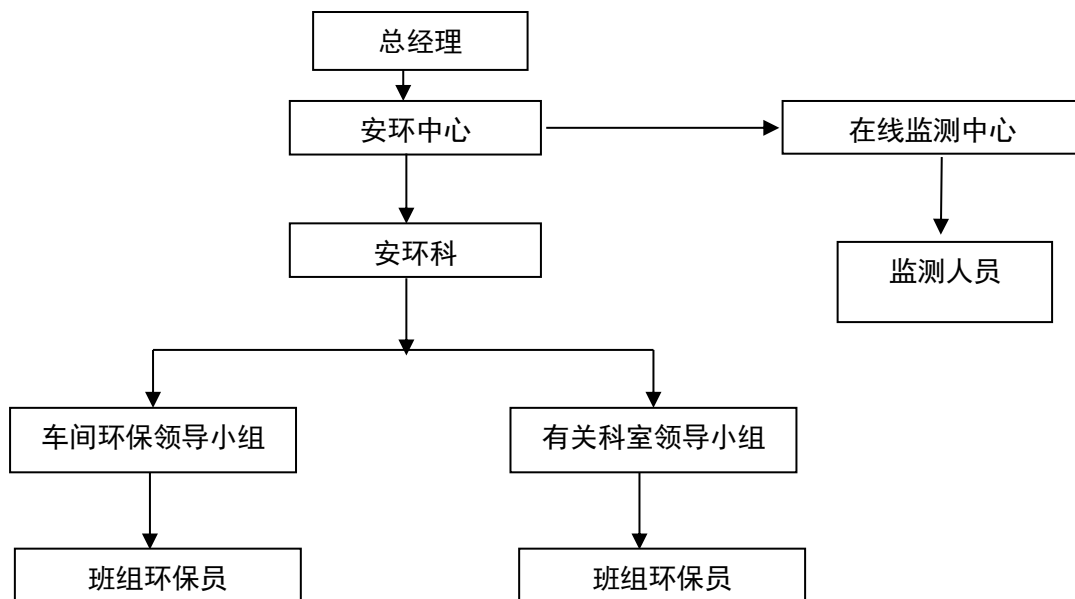 总经理
安环中心
在线监测中心
安环科
监测人员
车间环保领导小组
有关科室领导小组
班组环保员
班组环保员